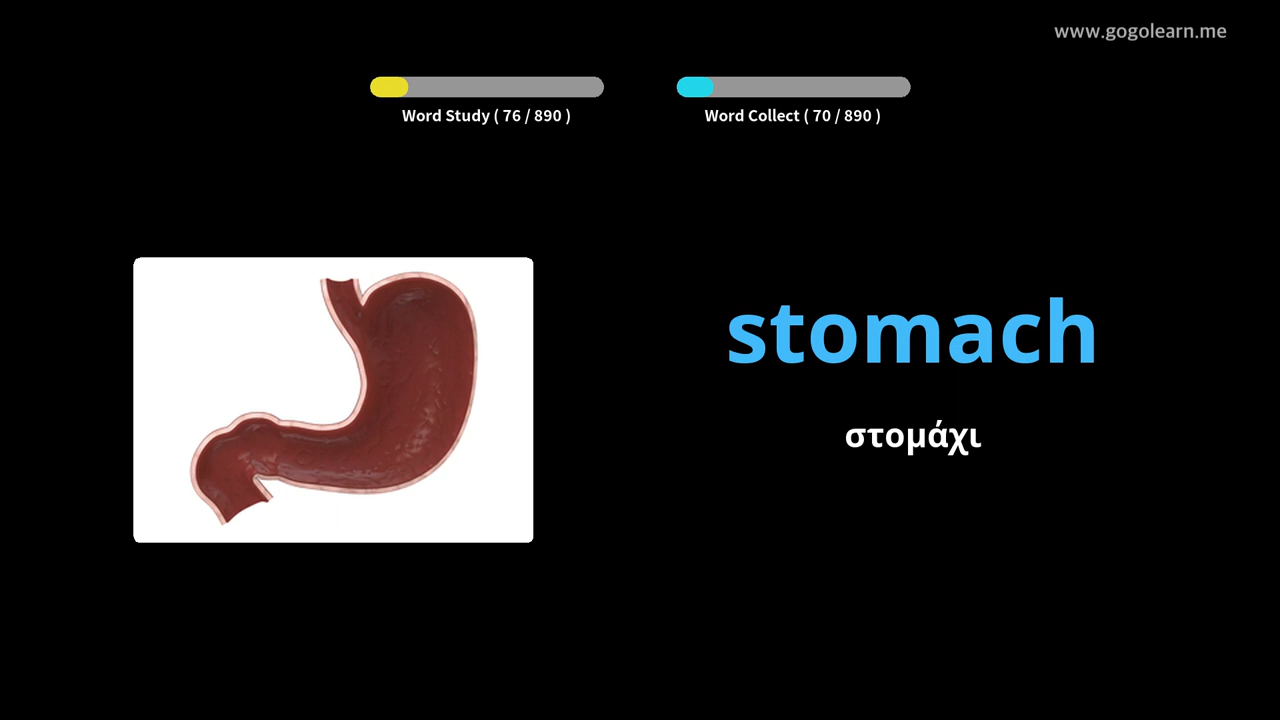 www.gogolearn.me
Word Study ( 76 / 890 )
Word Collect ( 70 / 890 )
stomach
στομάχι